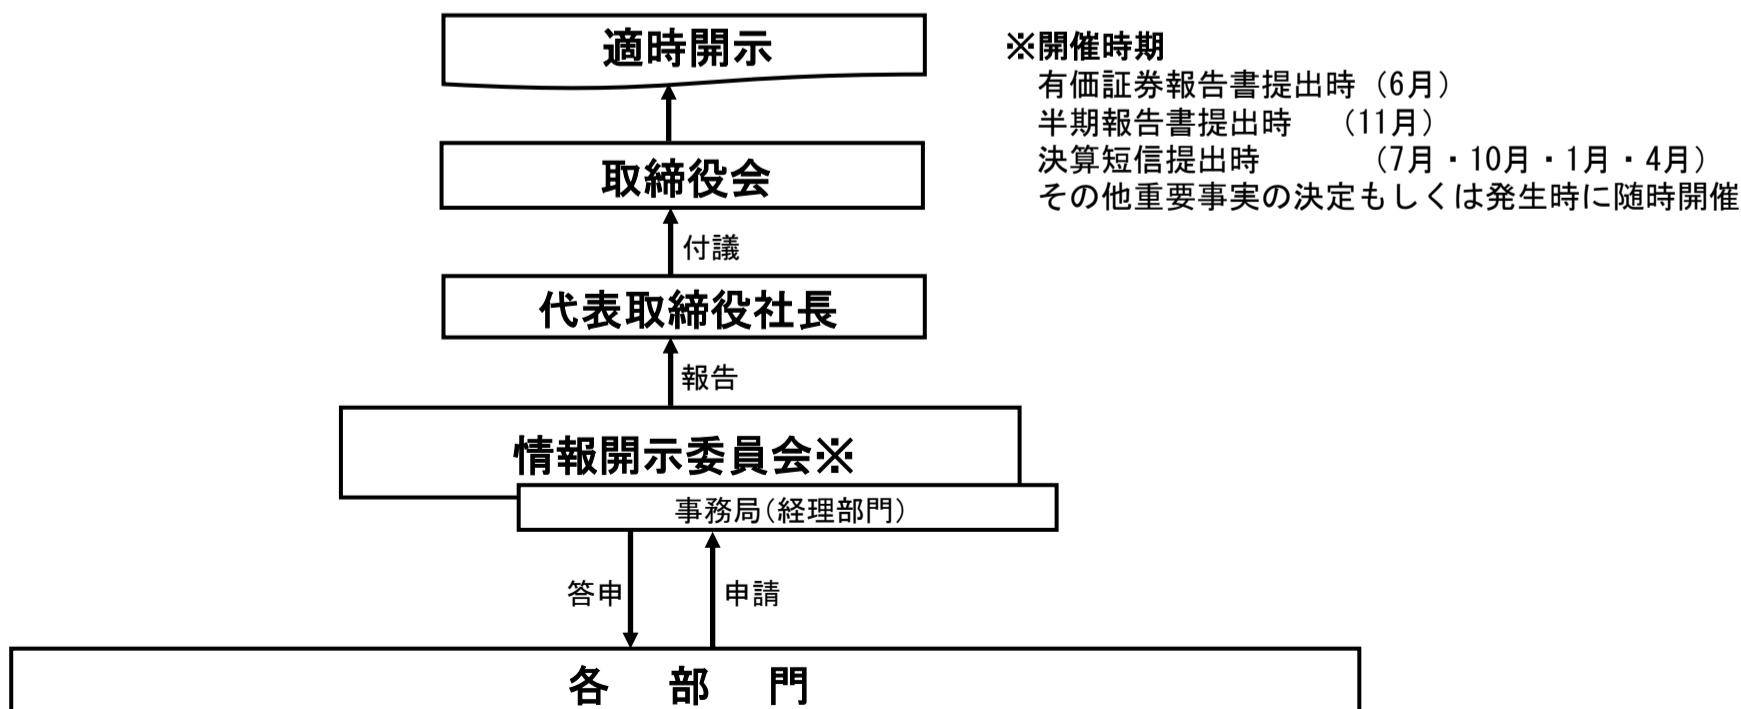 適時開示
※開催時期
有価証券報告書提出時（6月）
半期報告書提出時　（11月）
決算短信提出時　　　（7月・10月・1月・4月）
その他重要事実の決定もしくは発生時に随時開催
取締役会
付議
代表取締役社長
報告
情報開示委員会※
事務局（経理部門）
答申
申請
各　部　門